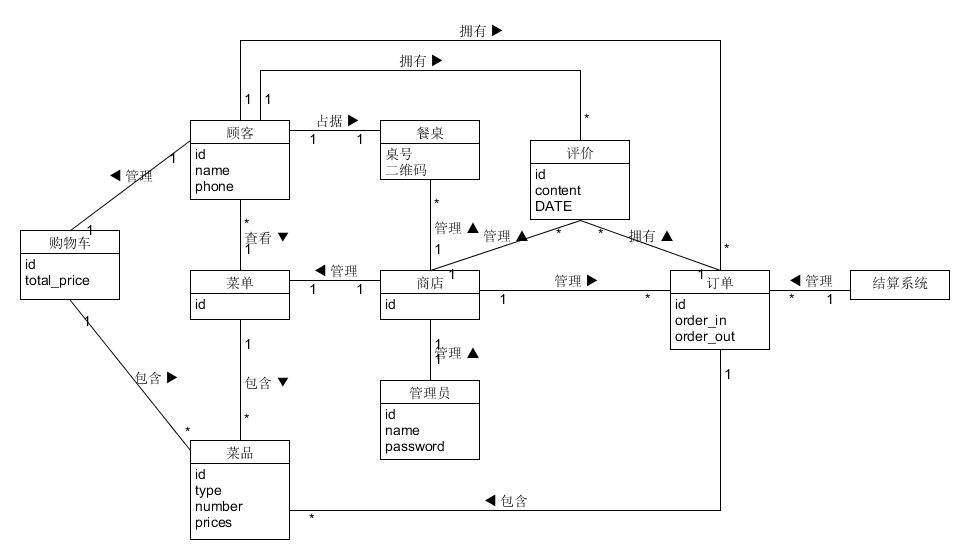 拥有 ▶
拥有 ▶
1
1
*
占据 ▶
1
1
顾客
id
name
phone
餐桌
桌号
二维码
评价
id
content
DATE
1
◀ 管理
*
查看 ▼
1
*
管理 ▲
1
管理 ▲
*
1
*
拥有 ▲
1
*
1
购物车
id
total_price
1
菜单
id
◀ 管理
1
1
商店
id
管理 ▶
1
*
订单
id
order_in
order_out
◀ 管理
*
1
结算系统
1
包含 ▼
*
1
管理 ▲
1
1
包含 ▶
*
管理员
id
name
password
菜品
id
type
number
prices
◀ 包含
*